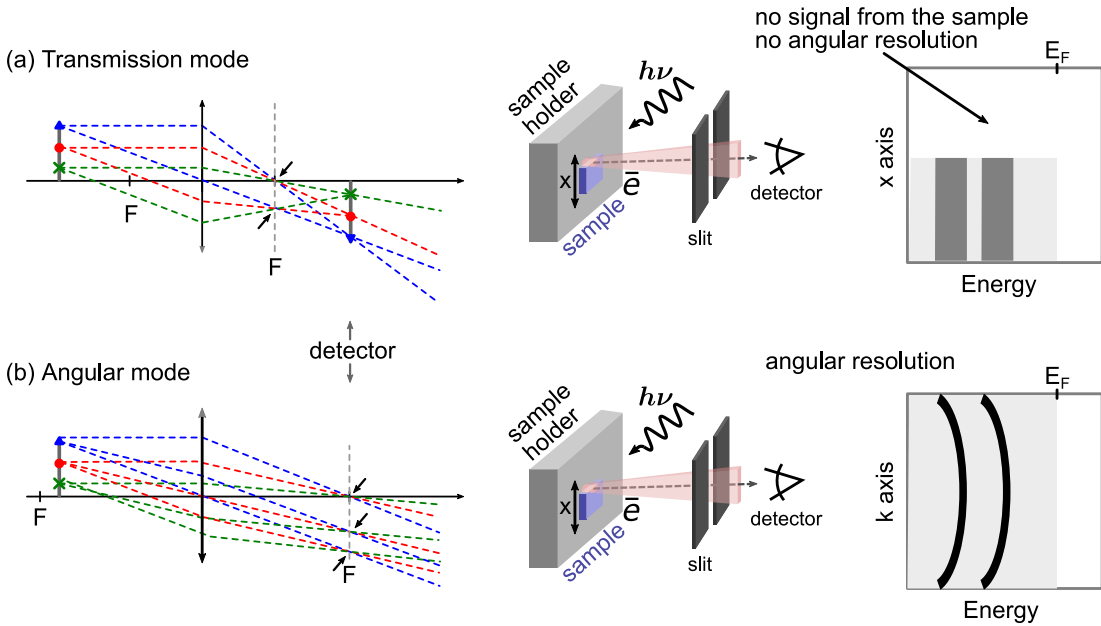 no signal from the sample
no angular resolution
(a) Transmission mode
F
F
sample
holder
hν
x
ē
sample
slit
detector
E_F
x axis
Energy
detector
(b) Angular mode
F
F
sample
holder
hν
x
ē
sample
slit
detector
angular resolution
E_F
k axis
Energy